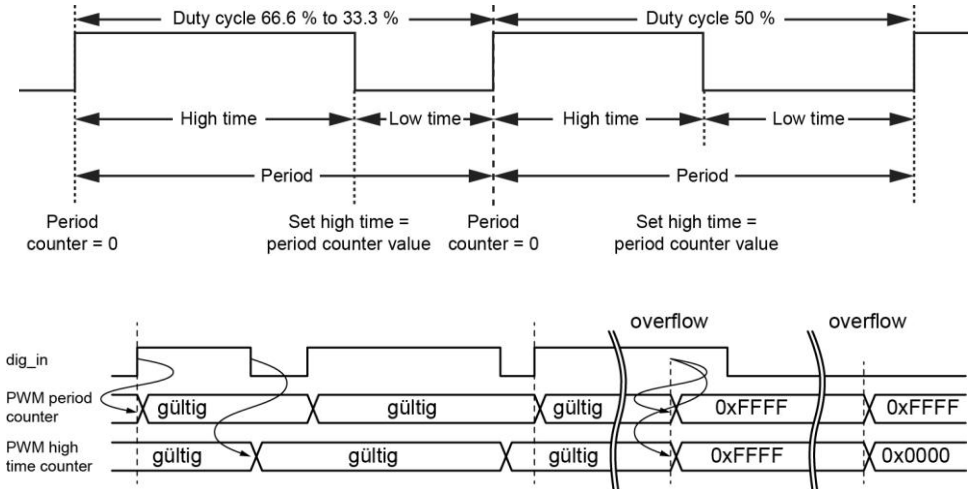 Duty cycle 66.6 % to 33.3 %
Duty cycle 50 %
High time
Low time
High time
Low time
Period
Period
Period
counter = 0
Set high time =
period counter value
Period
counter = 0
Set high time =
period counter value
overflow
overflow
dig_in
PWM period
counter
gültig
gültig
gültig
0xFFFF
0xFFFF
PWM high
time counter
gültig
gültig
gültig
0xFFFF
0x0000